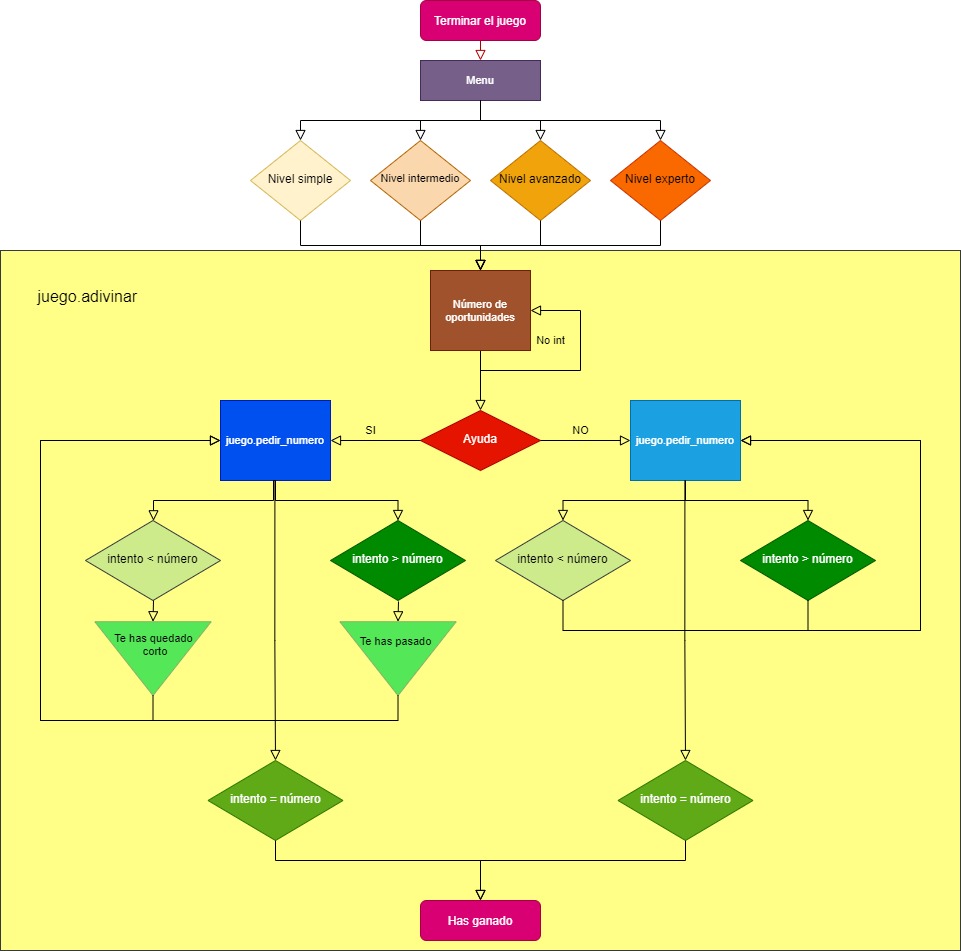 Terminar el juego
Menu
Nivel simple
Nivel intermedio
Nivel avanzado
Nivel experto
juego.adivinar
Número de
oportunidades
No int
juego.pedir_numero
SI
Ayuda
NO
juego.pedir_numero
intento < número
intento > número
intento < número
intento > número
Te has quedado
corto
Te has pasado
intento = número
intento = número
Has ganado